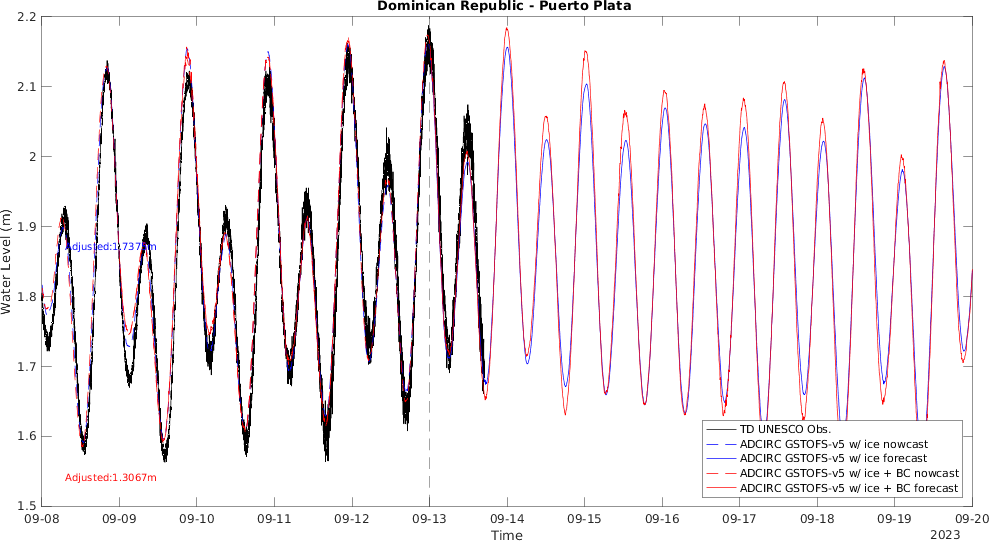 Dominican Republic - Puerto Plata
2.2
2.1
2
1.9
1.8
1.7
1.6
1.5
Water Level (m)
Adjusted:1.737 m
Adjusted:1.3067m
TD UNESCO Obs.
ADCIRC GSTOFS-v5 w/ ice nowcast
ADCIRC GSTOFS-v5 w/ ice forecast
ADCIRC GSTOFS-v5 w/ ice + BC nowcast
ADCIRC GSTOFS-v5 w/ ice + BC forecast
09-08 09-09 09-10 09-11 09-12 09-13 09-14 09-15 09-16 09-17 09-18 09-19 09-20
Time
2023